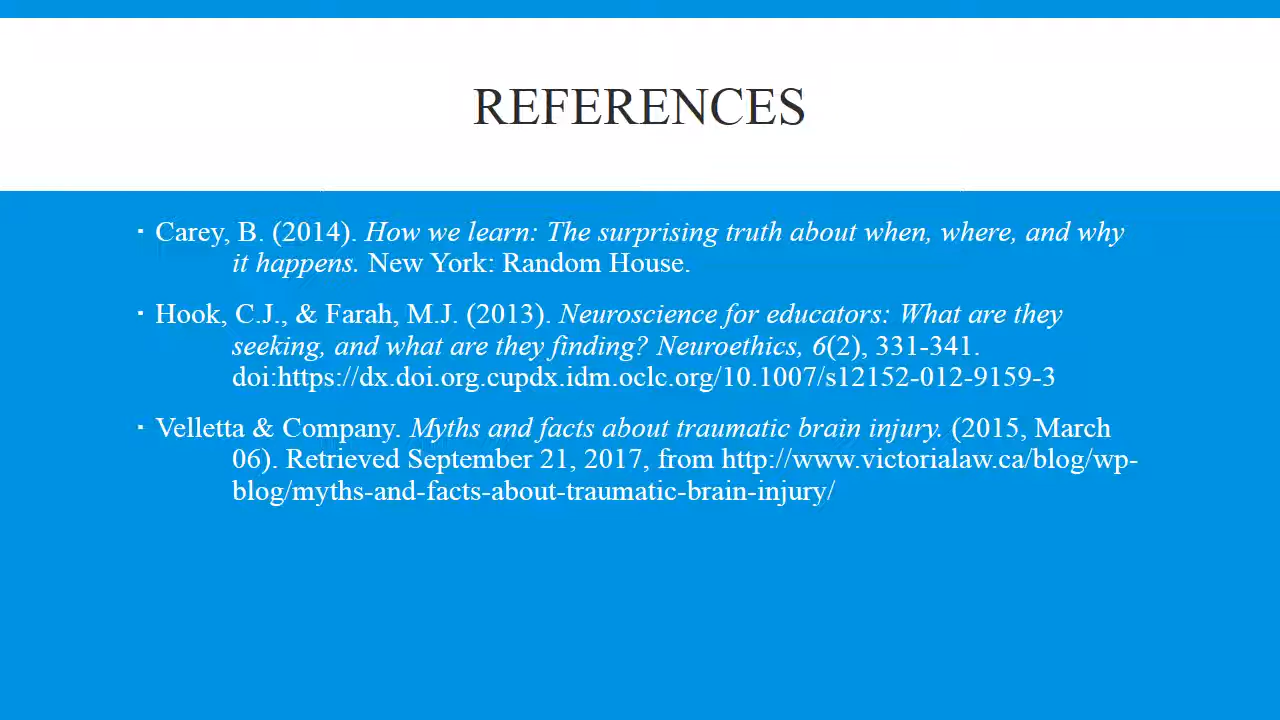 REFERENCES
▪ Carey, B. (2014). How we learn: The surprising truth about when, where, and why
it happens. New York: Random House.
▪ Hook, C.J., & Farah, M.J. (2013). Neuroscience for educators: What are they
seeking, and what are they finding? Neuroethics, 6(2), 331-341.
doi:https://dx.doi.org.cupdx.idm.oclc.org/10.1007/s12152-012-9159-3
▪ Velletta & Company. Myths and facts about traumatic brain injury. (2015, March
06). Retrieved September 21, 2017, from http://www.victorialaw.ca/blog/wp-
blog/myths-and-facts-about-traumatic-brain-injury/